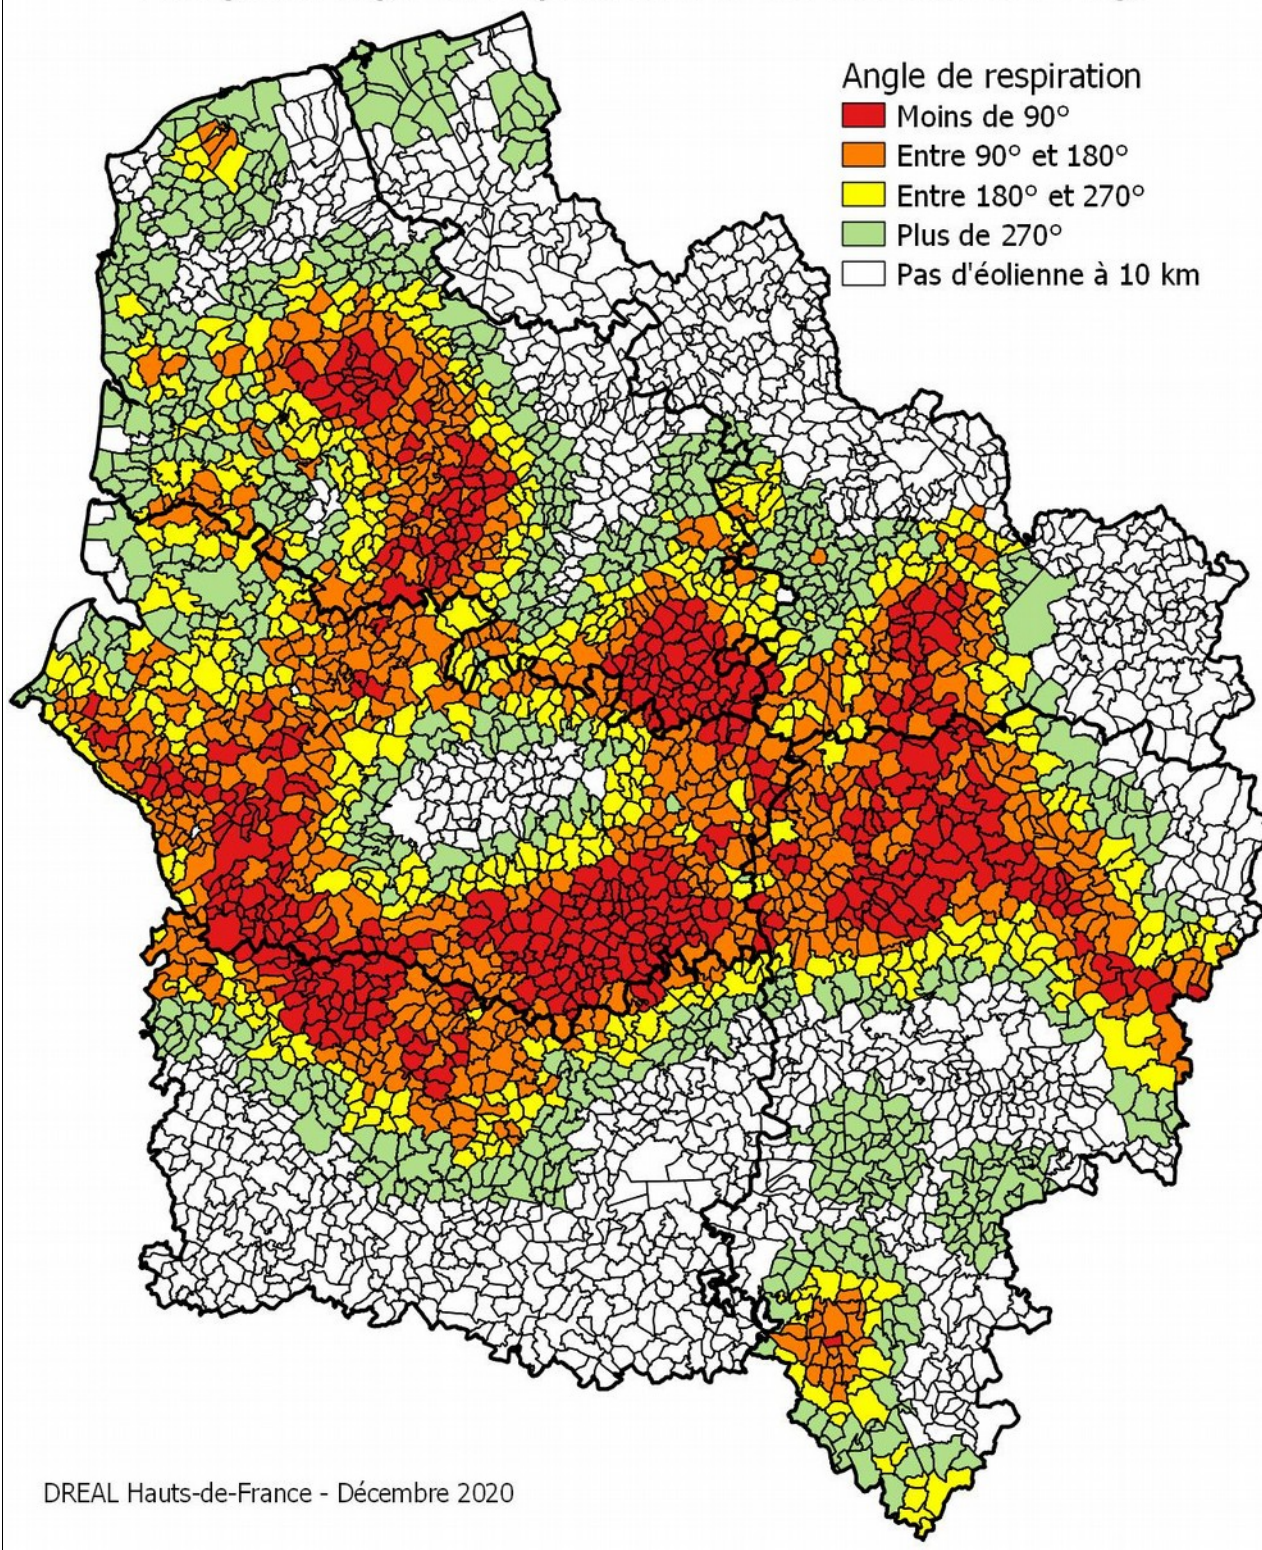 Angle de respiration
Moins de 90°
Entre 90° et 180°
Entre 180° et 270°
Plus de 270°
Pas d'éolienne à 10 km
DREAL Hauts-de-France - Décembre 2020